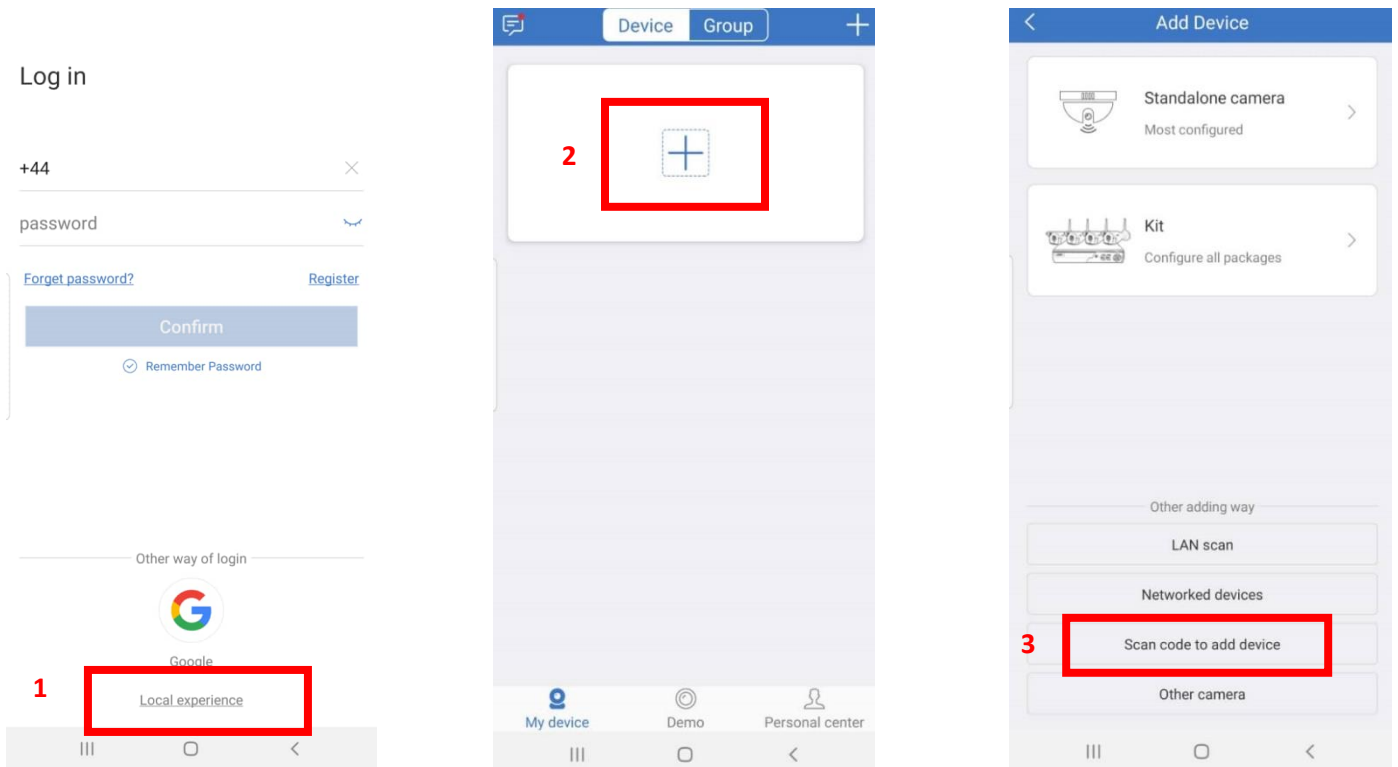 Log in
+44
password
Forget password?
Register
Confirm
Remember Password
Other way of login
Google
1
Local experience
Device
Group
2
My device
Demo
Personal center
Add Device
Standalone camera
Most configured
Kit
Configure all packages
Other adding way
LAN scan
Networked devices
3
Scan code to add device
Other camera